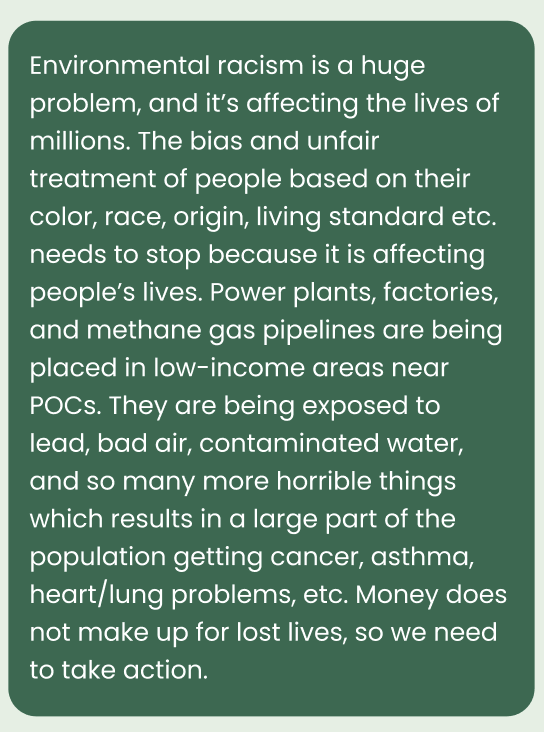 Environmental racism is a huge
problem, and it’s affecting the lives of
millions. The bias and unfair
treatment of people based on their
color, race, origin, living standard etc.
needs to stop because it is affecting
people’s lives. Power plants, factories,
and methane gas pipelines are being
placed in low-income areas near
POCs. They are being exposed to
lead, bad air, contaminated water,
and so many more horrible things
which results in a large part of the
population getting cancer, asthma,
heart/lung problems, etc. Money does
not make up for lost lives, so we need
to take action.